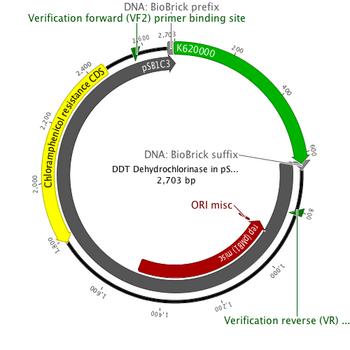 DNA: BioBrick prefix
Verification forward (VF2) primer binding site
2,703
K620000
200
400
600
800
1,000
1,200
1,400
1,600
1,800
2,000
2,200
2,400
2,600
pSB1C3
Chloramphenicol resistance CDS
DNA: BioBrick suffix
DDT Dehydrochlorinase in pS...
2,703 bp
ORI misc
rep (pMB1) misc
Verification reverse (VR) ...